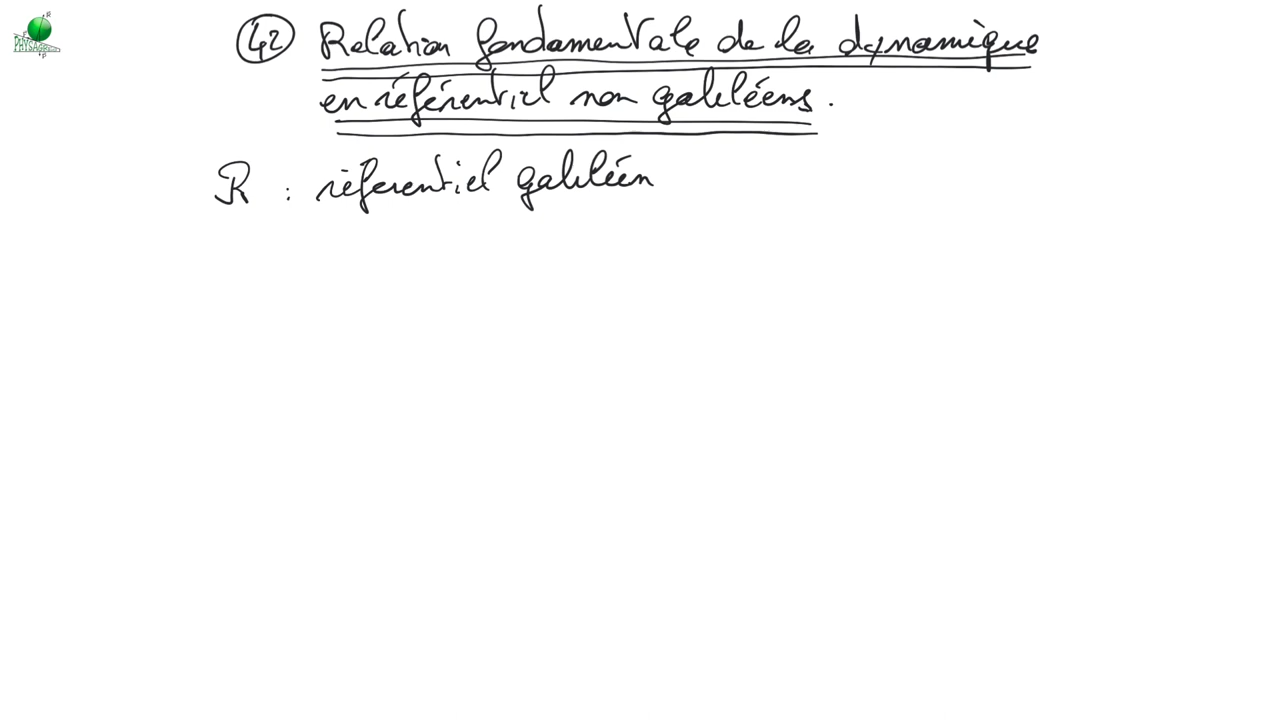 42 Relation fondamentale de la dynamique
en référentiel non galiléens.
R : référentiel galiléen